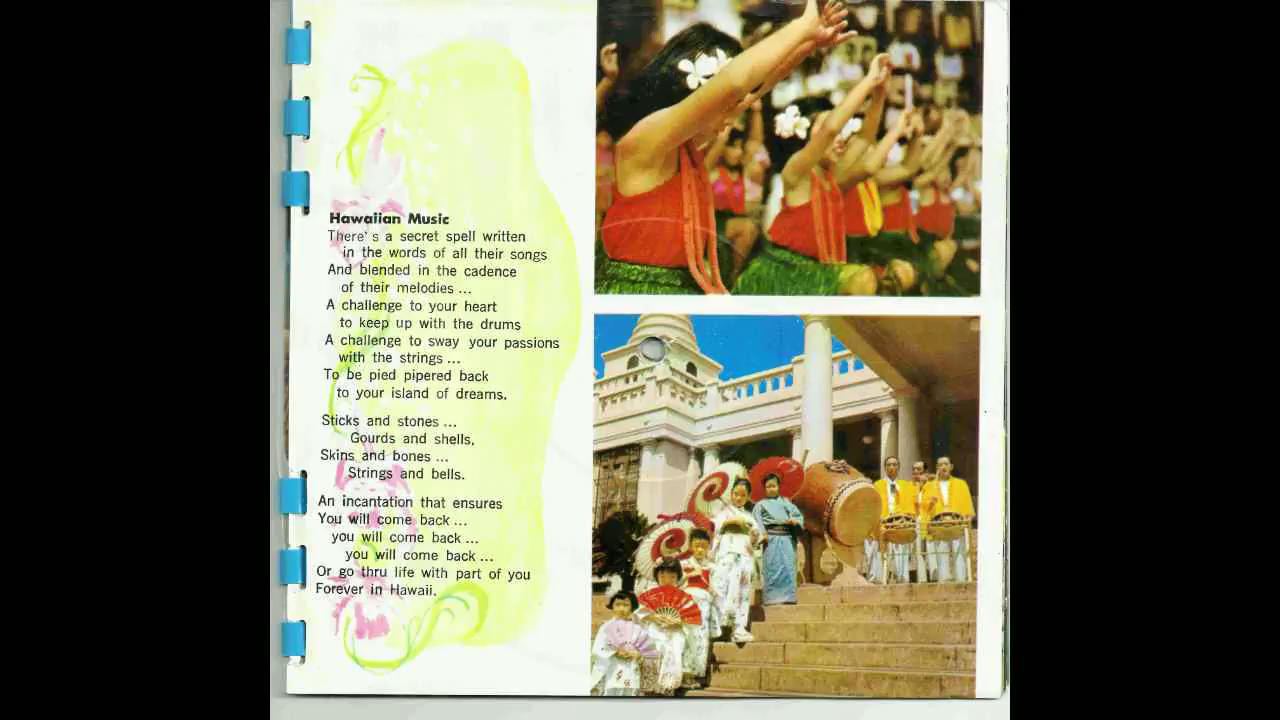 Hawaiian Music
There's a secret spell written
in the words of all their songs
And blended in the cadence
of their melodies ...
A challenge to your heart
to keep up with the drums
A challenge to sway your passions
with the strings ...
To be pied pipered back
to your island of dreams.
Sticks and stones ...
Gourds and shells,
Skins and bones ...
Strings and bells.
An incantation that ensures
You will come back ...
you will come back ...
you will come back ...
Or go thru life with part of you
Forever in Hawaii.